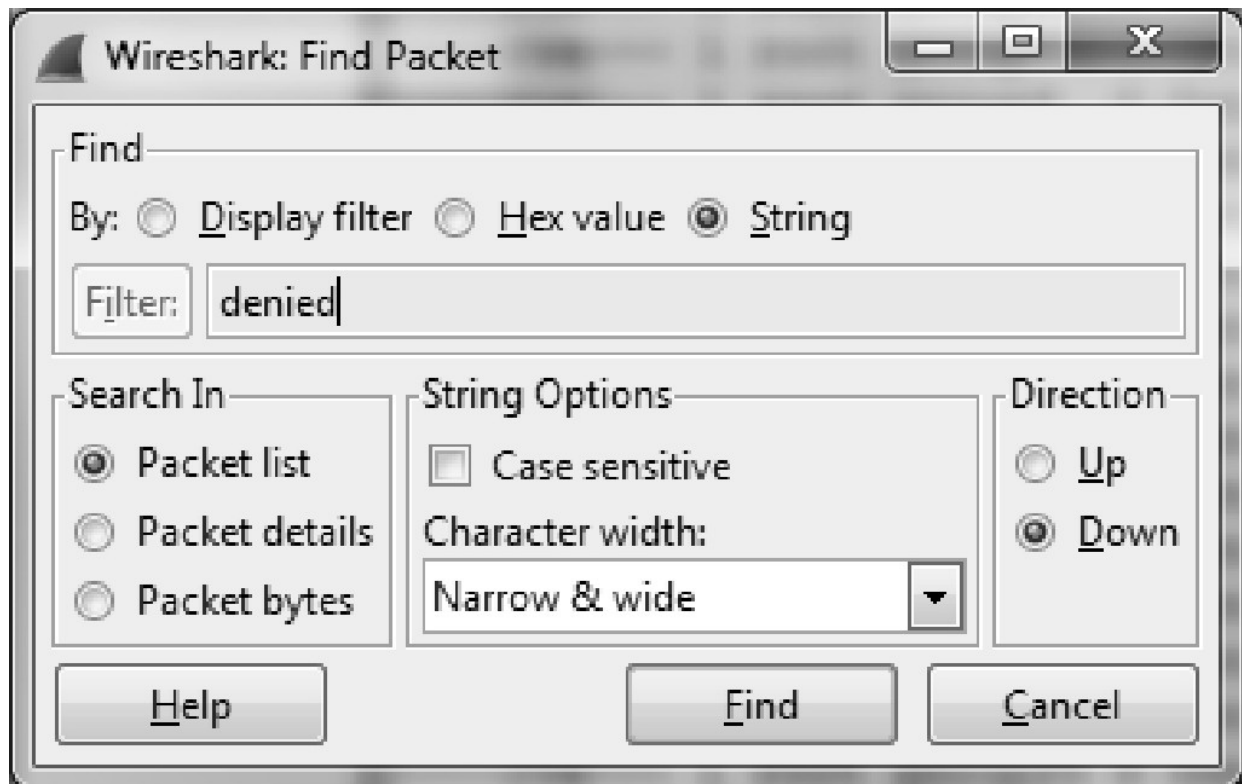 Wireshark: Find Packet
Find
By: Display filter Hex value String
Filter: denied
Search In
Packet list
Packet details
Packet bytes
String Options
Case sensitive
Character width:
Narrow & wide
Direction
Up
Down
Help Find Cancel